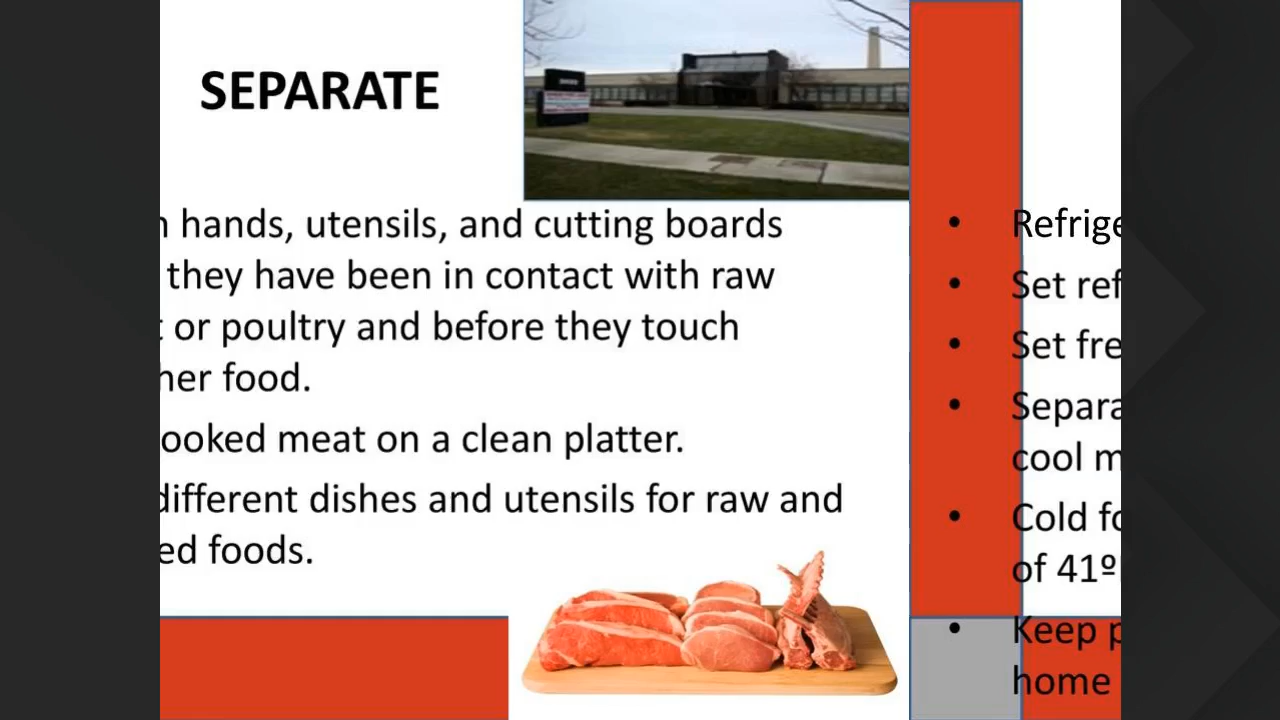 SEPARATE
hands, utensils, and cutting boards
they have been in contact with raw
or poultry and before they touch
her food.
ooked meat on a clean platter.
different dishes and utensils for raw and
ed foods.
• Refrige
• Set ref
• Set fre
• Separa
cool m
• Cold fo
of 41º
• Keep p
home